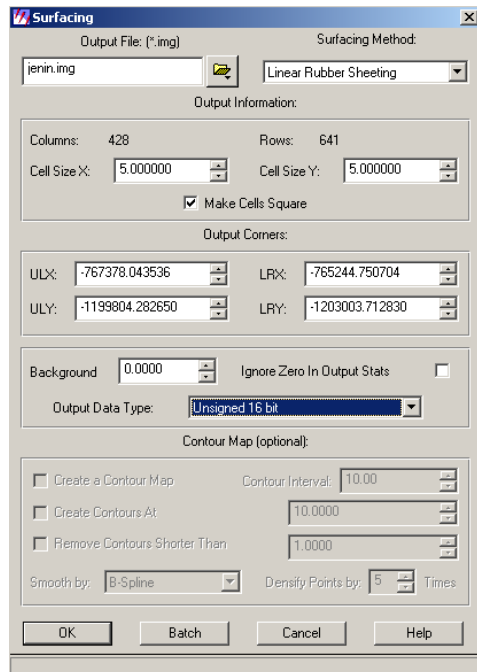 Surfacing
Output File: (*.img)
Surfacing Method:
jenin.img
Linear Rubber Sheeting
Output Information:
Columns: 428 Rows: 641
Cell Size X: 5.000000 Cell Size Y: 5.000000
Make Cells Square
Output Corners:
ULX: -767378.043536 LRX: -765244.750704
ULY: -1199804.282650 LRY: -1203003.712830
Background 0.0000 Ignore Zero In Output Stats
Output Data Type: Unsigned 16 bit
Contour Map (optional):
Create a Contour Map Contour Interval: 10.00
Create Contours At 10.0000
Remove Contours Shorter Than 1.0000
Smooth by: B-Spline Densify Points by: 5 Times
OK Batch Cancel Help